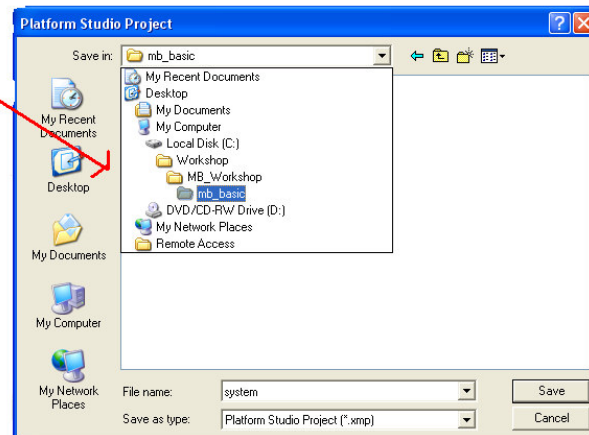 Platform Studio Project
Save in:
mb_basic
My Recent Documents
Desktop
My Documents
My Computer
Local Disk (C:)
Workshop
MB_Workshop
mb_basic
DVD/CD-RW Drive (D:)
My Network Places
Remote Access
My Recent
Documents
Desktop
My Documents
My Computer
My Network
Places
File name:
system
Save
Save as type:
Platform Studio Project (*.xmp)
Cancel